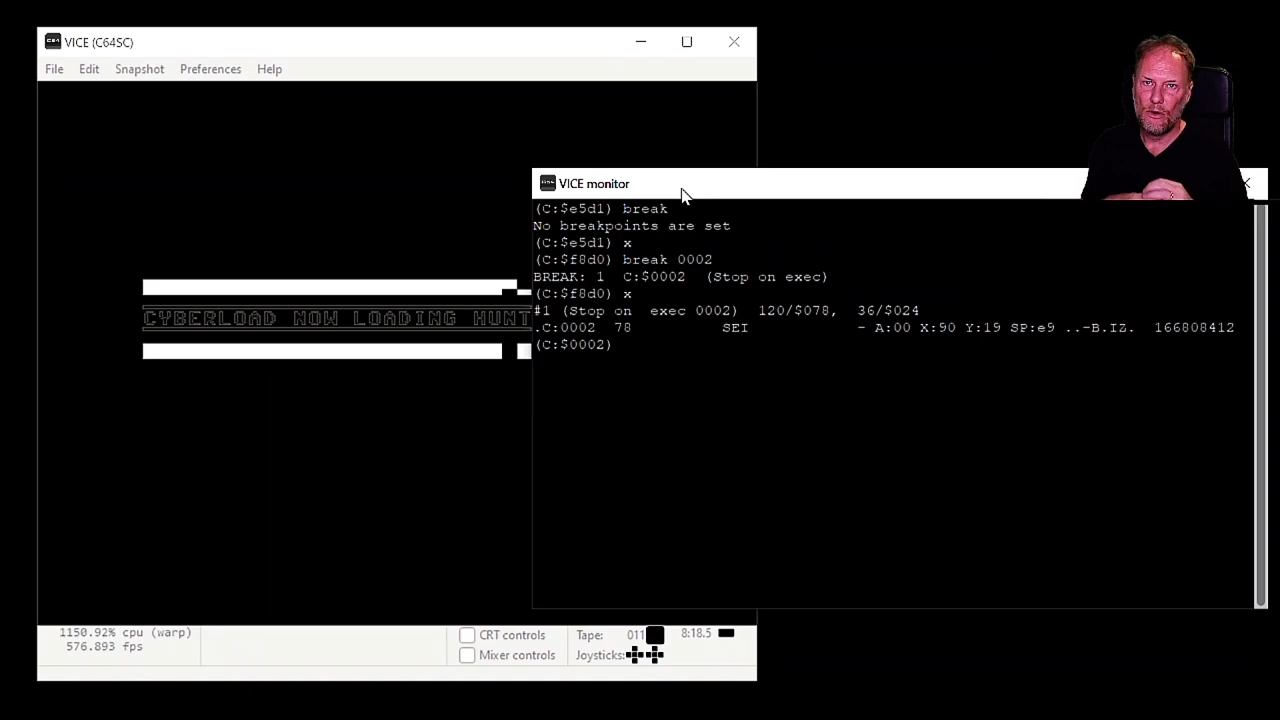 VICE (C64SC)
File Edit Snapshot Preferences Help
CYBERLOAD NOW LOADING HUNT
VICE monitor
(C:$e5d1) break
No breakpoints are set
(C:$e5d1) x
(C:$f8d0) break 0002
BREAK: 1 C:$0002 (Stop on exec)
(C:$f8d0) x
#1 (Stop on exec 0002) 120/$078, 36/$024
.C:0002 78 SEI - A:00 X:90 Y:19 SP:e9 ..-B.IZ. 166808412
(C:$0002)
1150.92% cpu (warp)
576.893 fps
CRT controls
Mixer controls
Tape: 011 8:18.5
Joysticks: